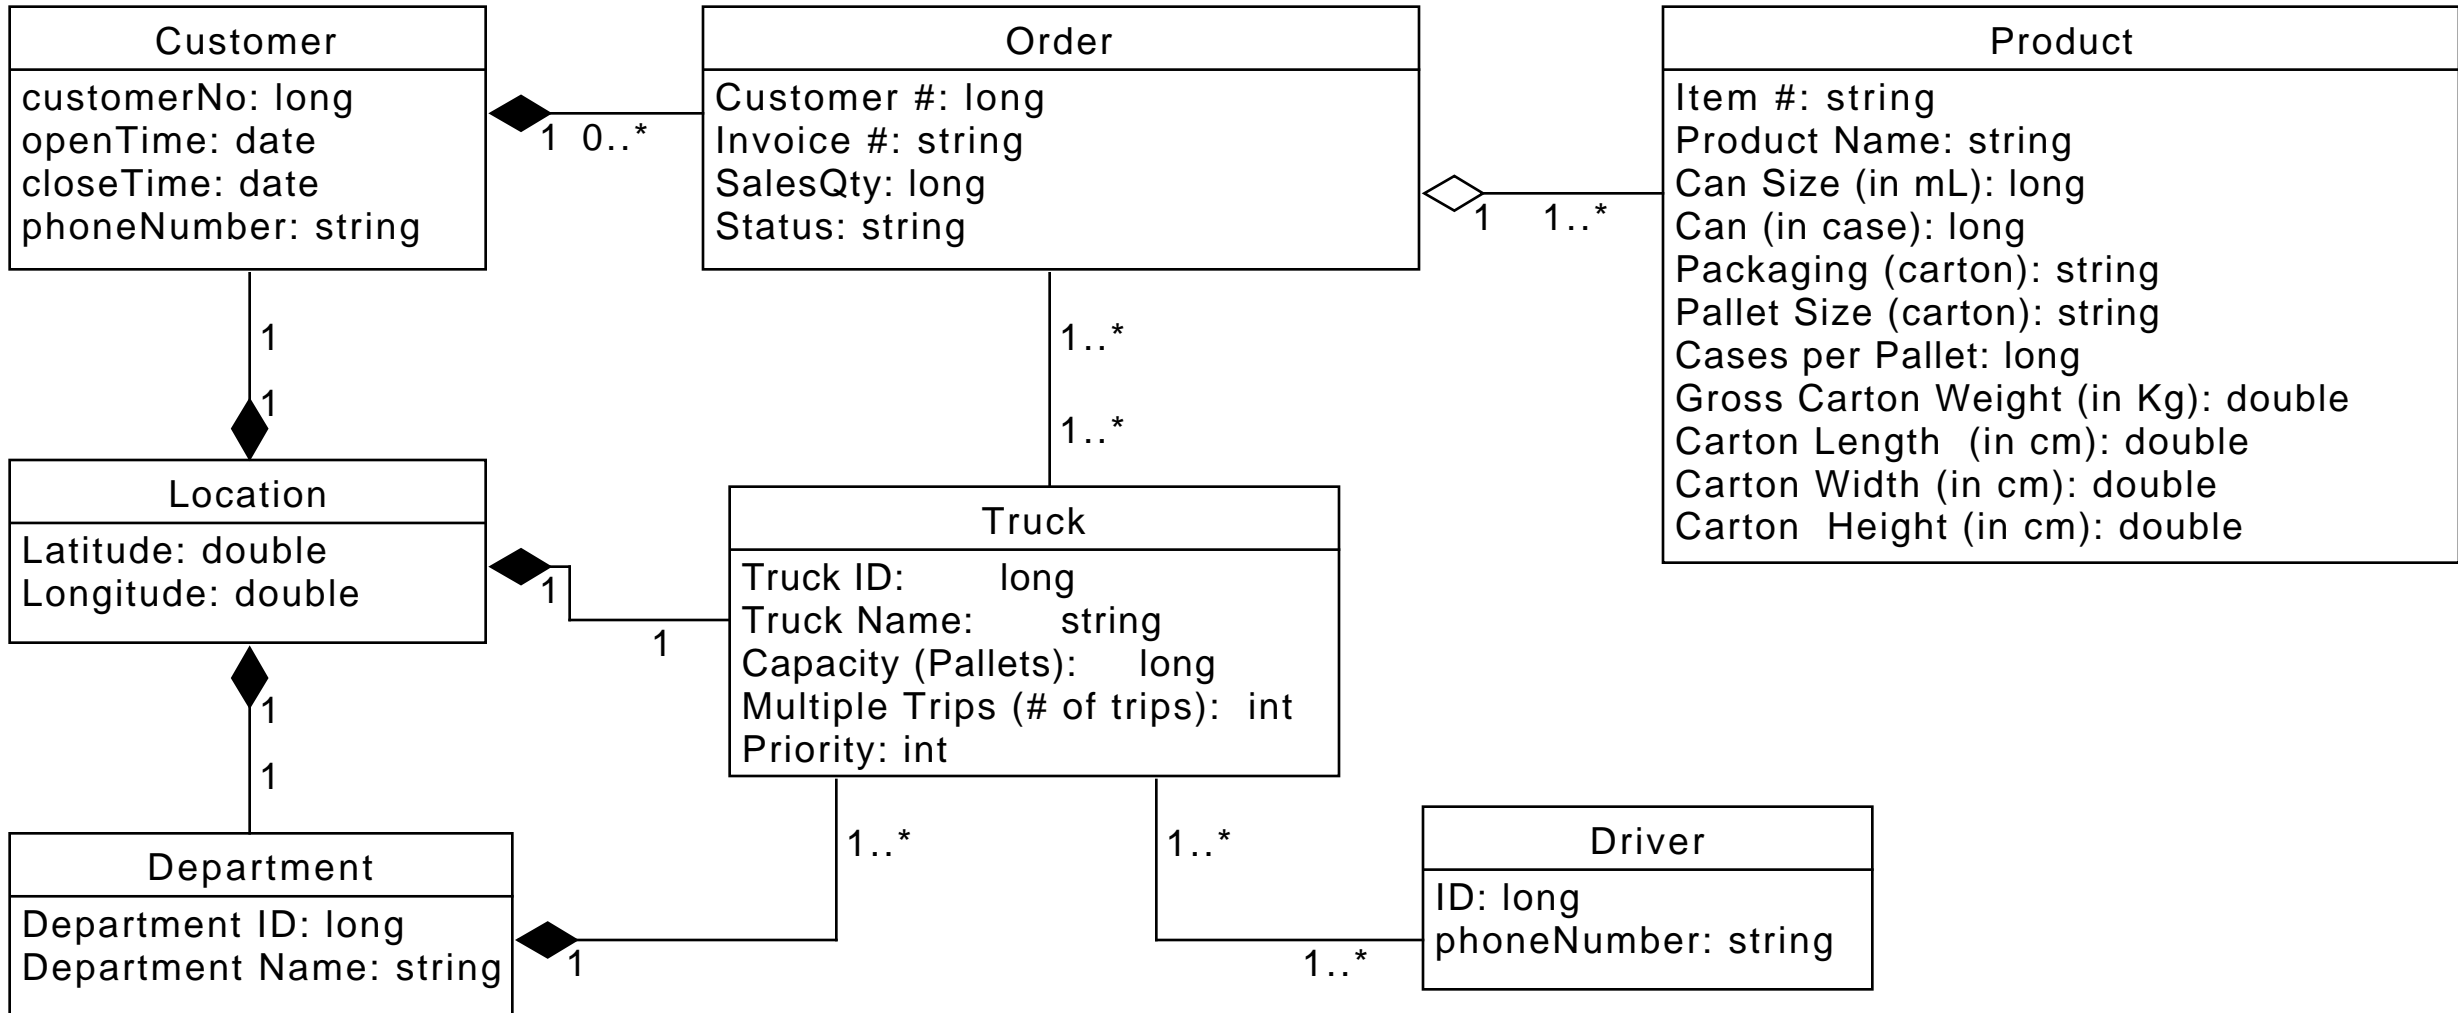 Customer
customerNo: long
openTime: date
closeTime: date
phoneNumber: string
1 0..*
Order
Customer #: long
Invoice #: string
SalesQty: long
Status: string
1 1..*
Product
Item #: string
Product Name: string
Can Size (in mL): long
Can (in case): long
Packaging (carton): string
Pallet Size (carton): string
Cases per Pallet: long
Gross Carton Weight (in Kg): double
Carton Length (in cm): double
Carton Width (in cm): double
Carton Height (in cm): double
1
1
1..*
1..*
Location
Latitude: double
Longitude: double
1
1
Truck
Truck ID: long
Truck Name: string
Capacity (Pallets): long
Multiple Trips (# of trips): int
Priority: int
1
1
Department
Department ID: long
Department Name: string
1
1..*
1..*
1..*
Driver
ID: long
phoneNumber: string